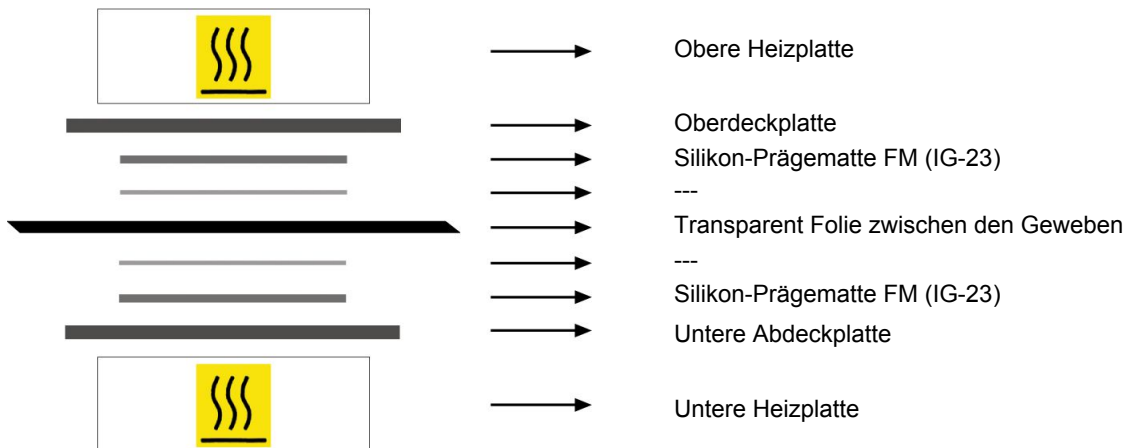 Obere Heizplatte
Oberdeckplatte
Silikon-Prägematte FM (IG-23)
---
Transparent Folie zwischen den Geweben
---
Silikon-Prägematte FM (IG-23)
Untere Abdeckplatte
Untere Heizplatte